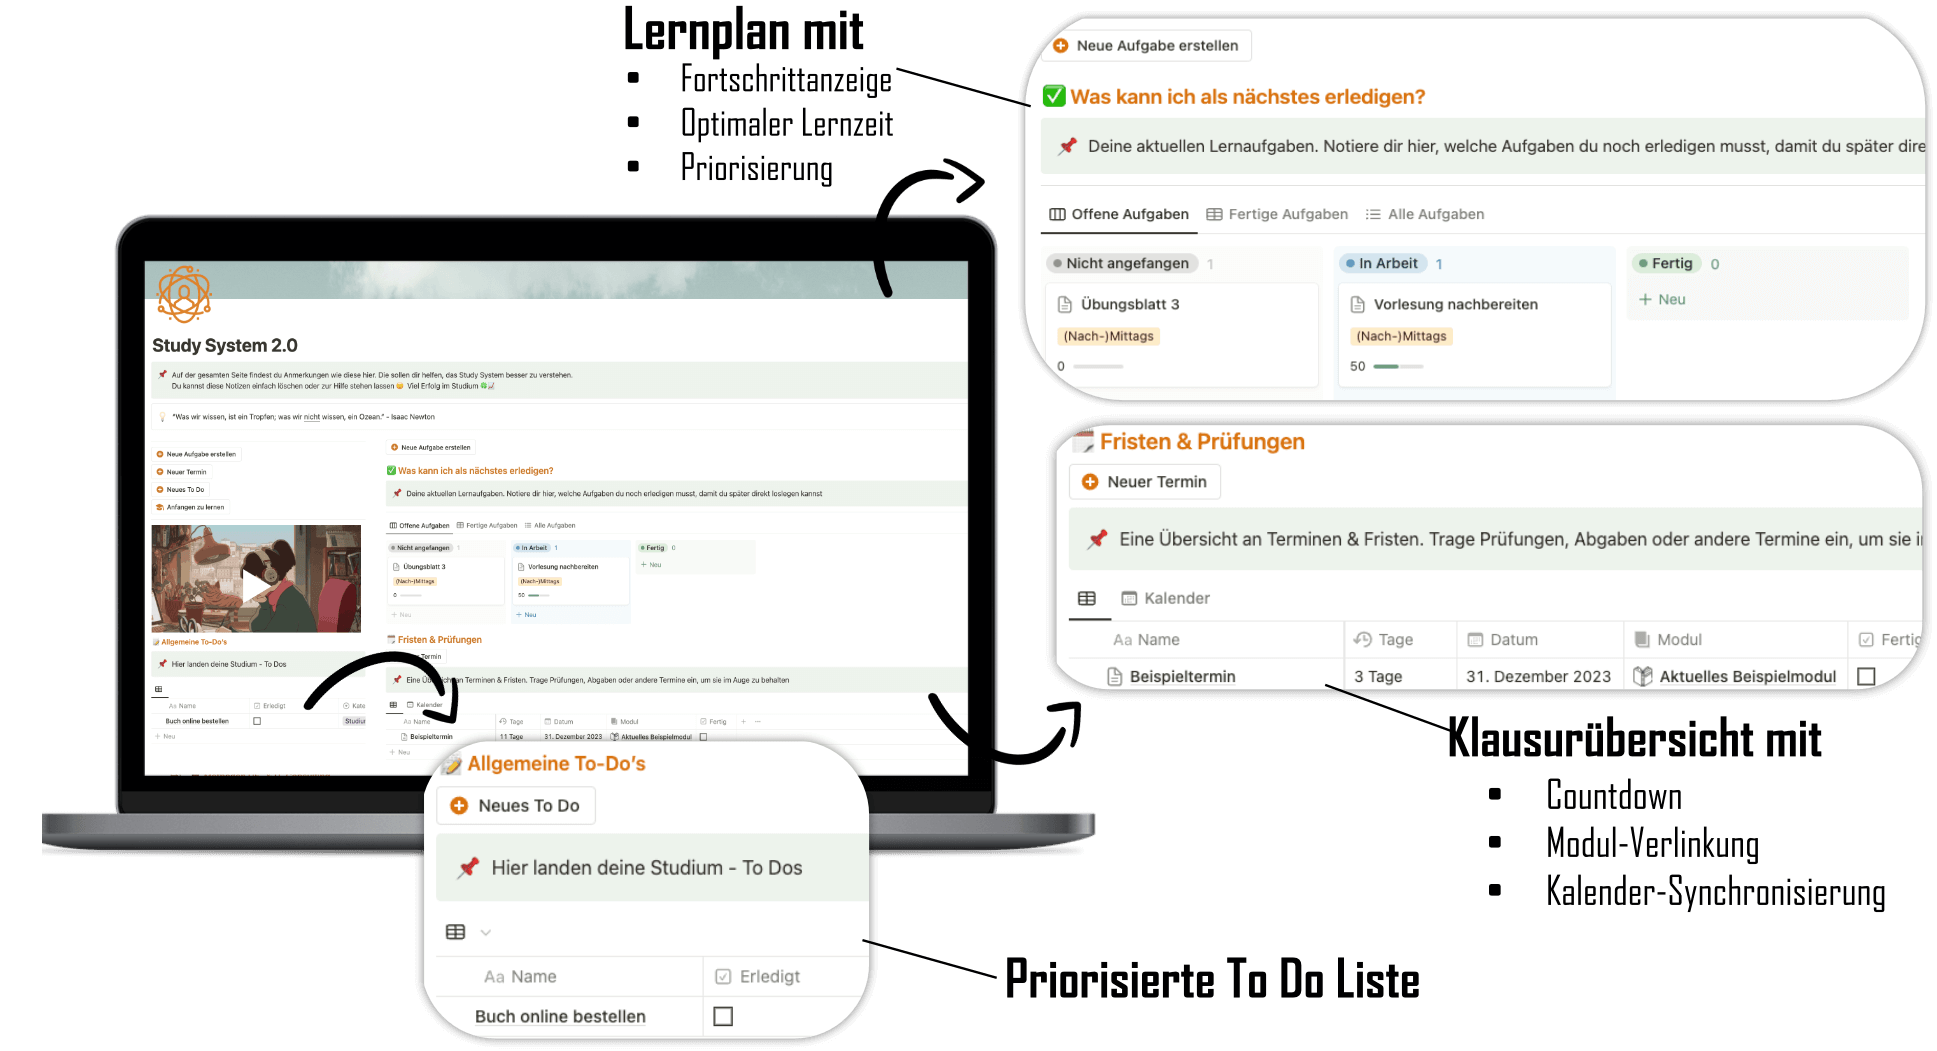 Lernplan mit
▪ Fortschrittanzeige
▪ Optimaler Lernzeit
▪ Priorisierung
Neue Aufgabe erstellen
✅ Was kann ich als nächstes erledigen?
📌 Deine aktuellen Lernaufgaben. Notiere dir hier, welche Aufgaben du noch erledigen musst, damit du später dire
Offene Aufgaben Fertige Aufgaben Alle Aufgaben
Nicht angefangen 1 In Arbeit 1 Fertig 0
Übungsblatt 3 Vorlesung nachbereiten + Neu
(Nach-)Mittags (Nach-)Mittags
0 50
Study System 2.0
📌 Auf der gesamten Seite findest du Anmerkungen wie diese hier. Die sollen dir helfen, das Study System besser zu verstehen.
Du kannst diese Notizen einfach löschen oder zur Hilfe stehen lassen Viel Erfolg im Studium
"Was wir wissen, ist ein Tropfen; was wir nicht wissen, ein Ozean." - Isaac Newton
Neue Aufgabe erstellen
Neuer Termin
Neues To Do
Anfangen zu lernen
Allgemeine To-Do's
📌 Hier landen deine Studium - To Dos
Aa Name Erledigt Kate
Buch online bestellen Studiu
+ Neu
Neue Aufgabe erstellen
✅ Was kann ich als nächstes erledigen?
📌 Deine aktuellen Lernaufgaben. Notiere dir hier, welche Aufgaben du noch erledigen musst, damit du später direkt loslegen kannst
Offene Aufgaben Fertige Aufgaben Alle Aufgaben
Nicht angefangen 1 In Arbeit 1 Fertig 0
Übungsblatt 3 Vorlesung nachbereiten + Neu
(Nach-)Mittags (Nach-)Mittags
0 50
+ Neu + Neu
Fristen & Prüfungen
Termin
📌 Eine Übersicht an Terminen & Fristen. Trage Prüfungen, Abgaben oder andere Termine ein, um sie im Auge zu behalten
Kalender
Aa Name Tage Datum Modul Fertig + ...
Beispieltermin 11 Tage 31. Dezember 2023 Aktuelles Beispielmodul
+ Neu
Fristen & Prüfungen
Neuer Termin
📌 Eine Übersicht an Terminen & Fristen. Trage Prüfungen, Abgaben oder andere Termine ein, um sie i
Kalender
Aa Name Tage Datum Modul Fertig
Beispieltermin 3 Tage 31. Dezember 2023 Aktuelles Beispielmodul
Klausurübersicht mit
▪ Countdown
▪ Modul-Verlinkung
▪ Kalender-Synchronisierung
Allgemeine To-Do's
Neues To Do
📌 Hier landen deine Studium - To Dos
Aa Name Erledigt
Buch online bestellen
Priorisierte To Do Liste